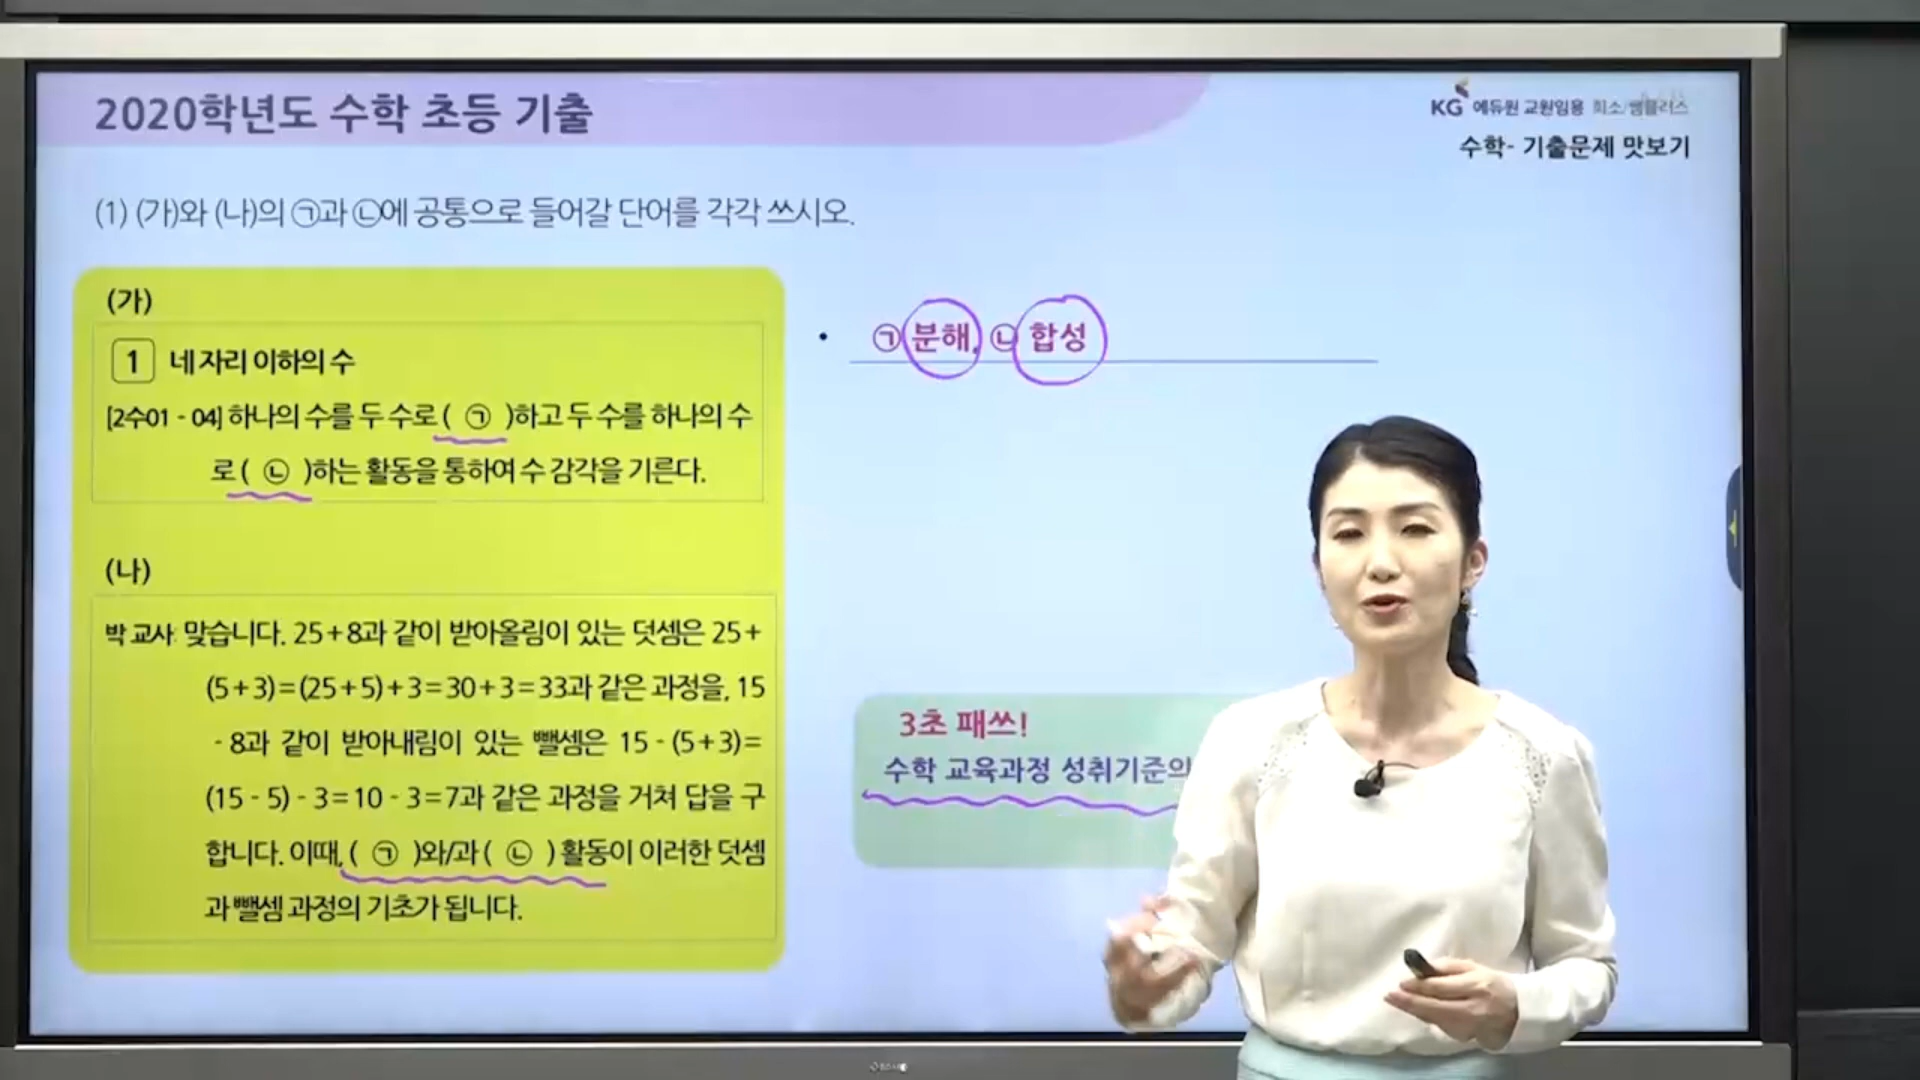 2020학년도 수학 초등 기출
KG 에듀원 교원임용 희소/쌤플러스
수학- 기출문제 맛보기
(1) (가)와 (나)의 ㉠과 ㉡에 공통으로 들어갈 단어를 각각 쓰시오.
(가)
1 네 자리 이하의 수
[2수01 - 04] 하나의 수를 두 수로 ( ㉠ )하고 두 수를 하나의 수
로 ( ㉡ )하는 활동을 통하여 수 감각을 기른다.
(나)
박 교사: 맞습니다. 25+8과 같이 받아올림이 있는 덧셈은 25+
(5+3)=(25+5)+3=30+3=33과 같은 과정을, 15
- 8과 같이 받아내림이 있는 뺄셈은 15 - (5+3)=
(15 - 5) - 3=10 - 3=7과 같은 과정을 거쳐 답을 구
합니다. 이때, ( ㉠ )와/과 ( ㉡ ) 활동이 이러한 덧셈
과 뺄셈 과정의 기초가 됩니다.
• ㉠ 분해, ㉡ 합성
3초 패쓰!
수학 교육과정 성취기준의